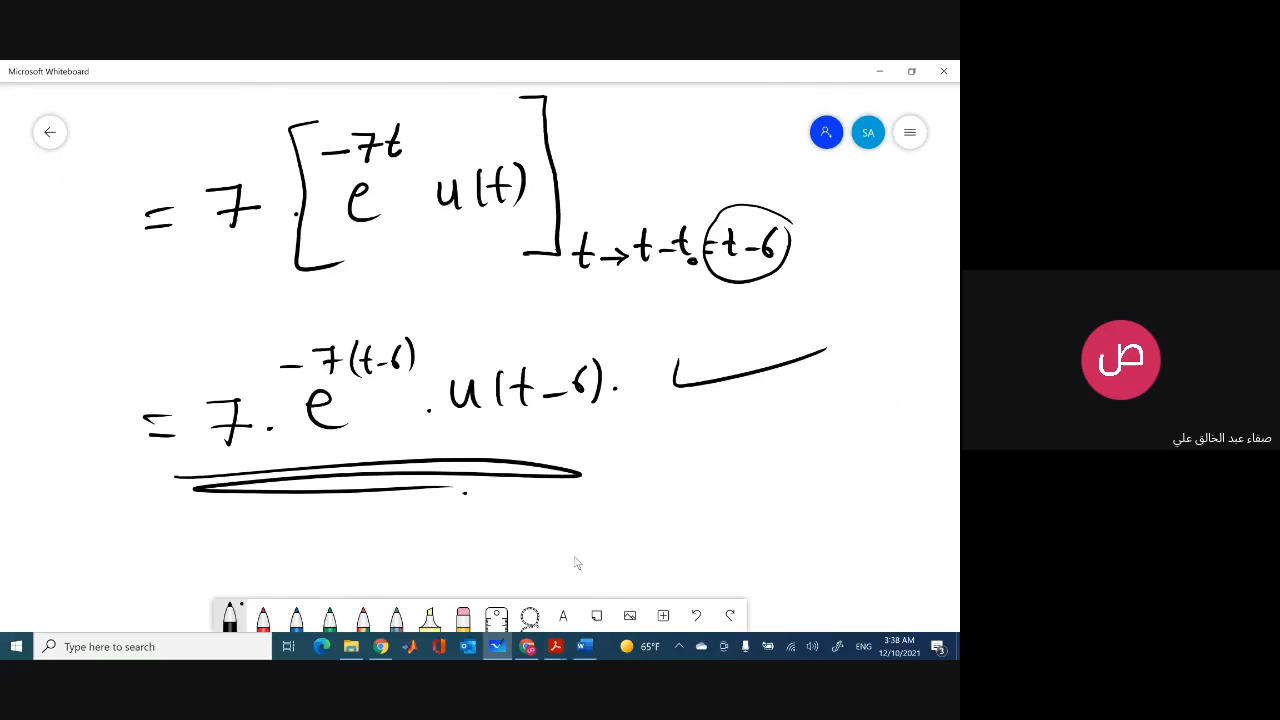 Microsoft Whiteboard
SA
= 7 · [e^{-7t} u(t)]_{t→t-t₀=t-6}
= 7 · e^{-7(t-6)} · u(t-6).
ص
صفاء عبد الخالق علي
A
Type here to search
65°F
ENG
3:38 AM
12/10/2021
3